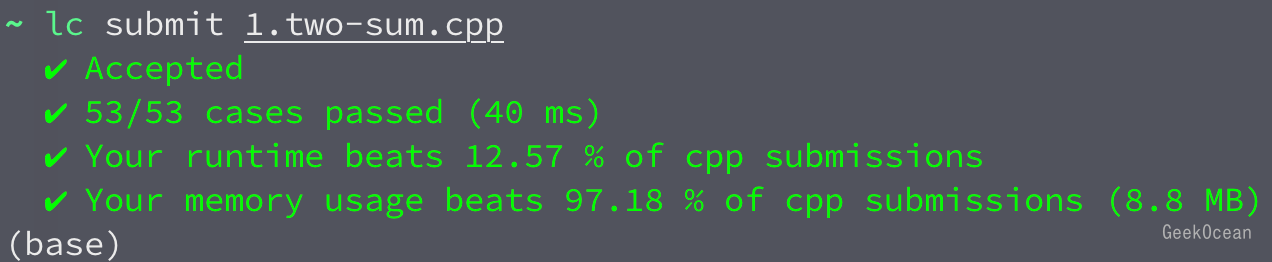 ~ lc submit 1.two-sum.cpp
✔ Accepted
✔ 53/53 cases passed (40 ms)
✔ Your runtime beats 12.57 % of cpp submissions
✔ Your memory usage beats 97.18 % of cpp submissions (8.8 MB)
GeekOcean
(base)